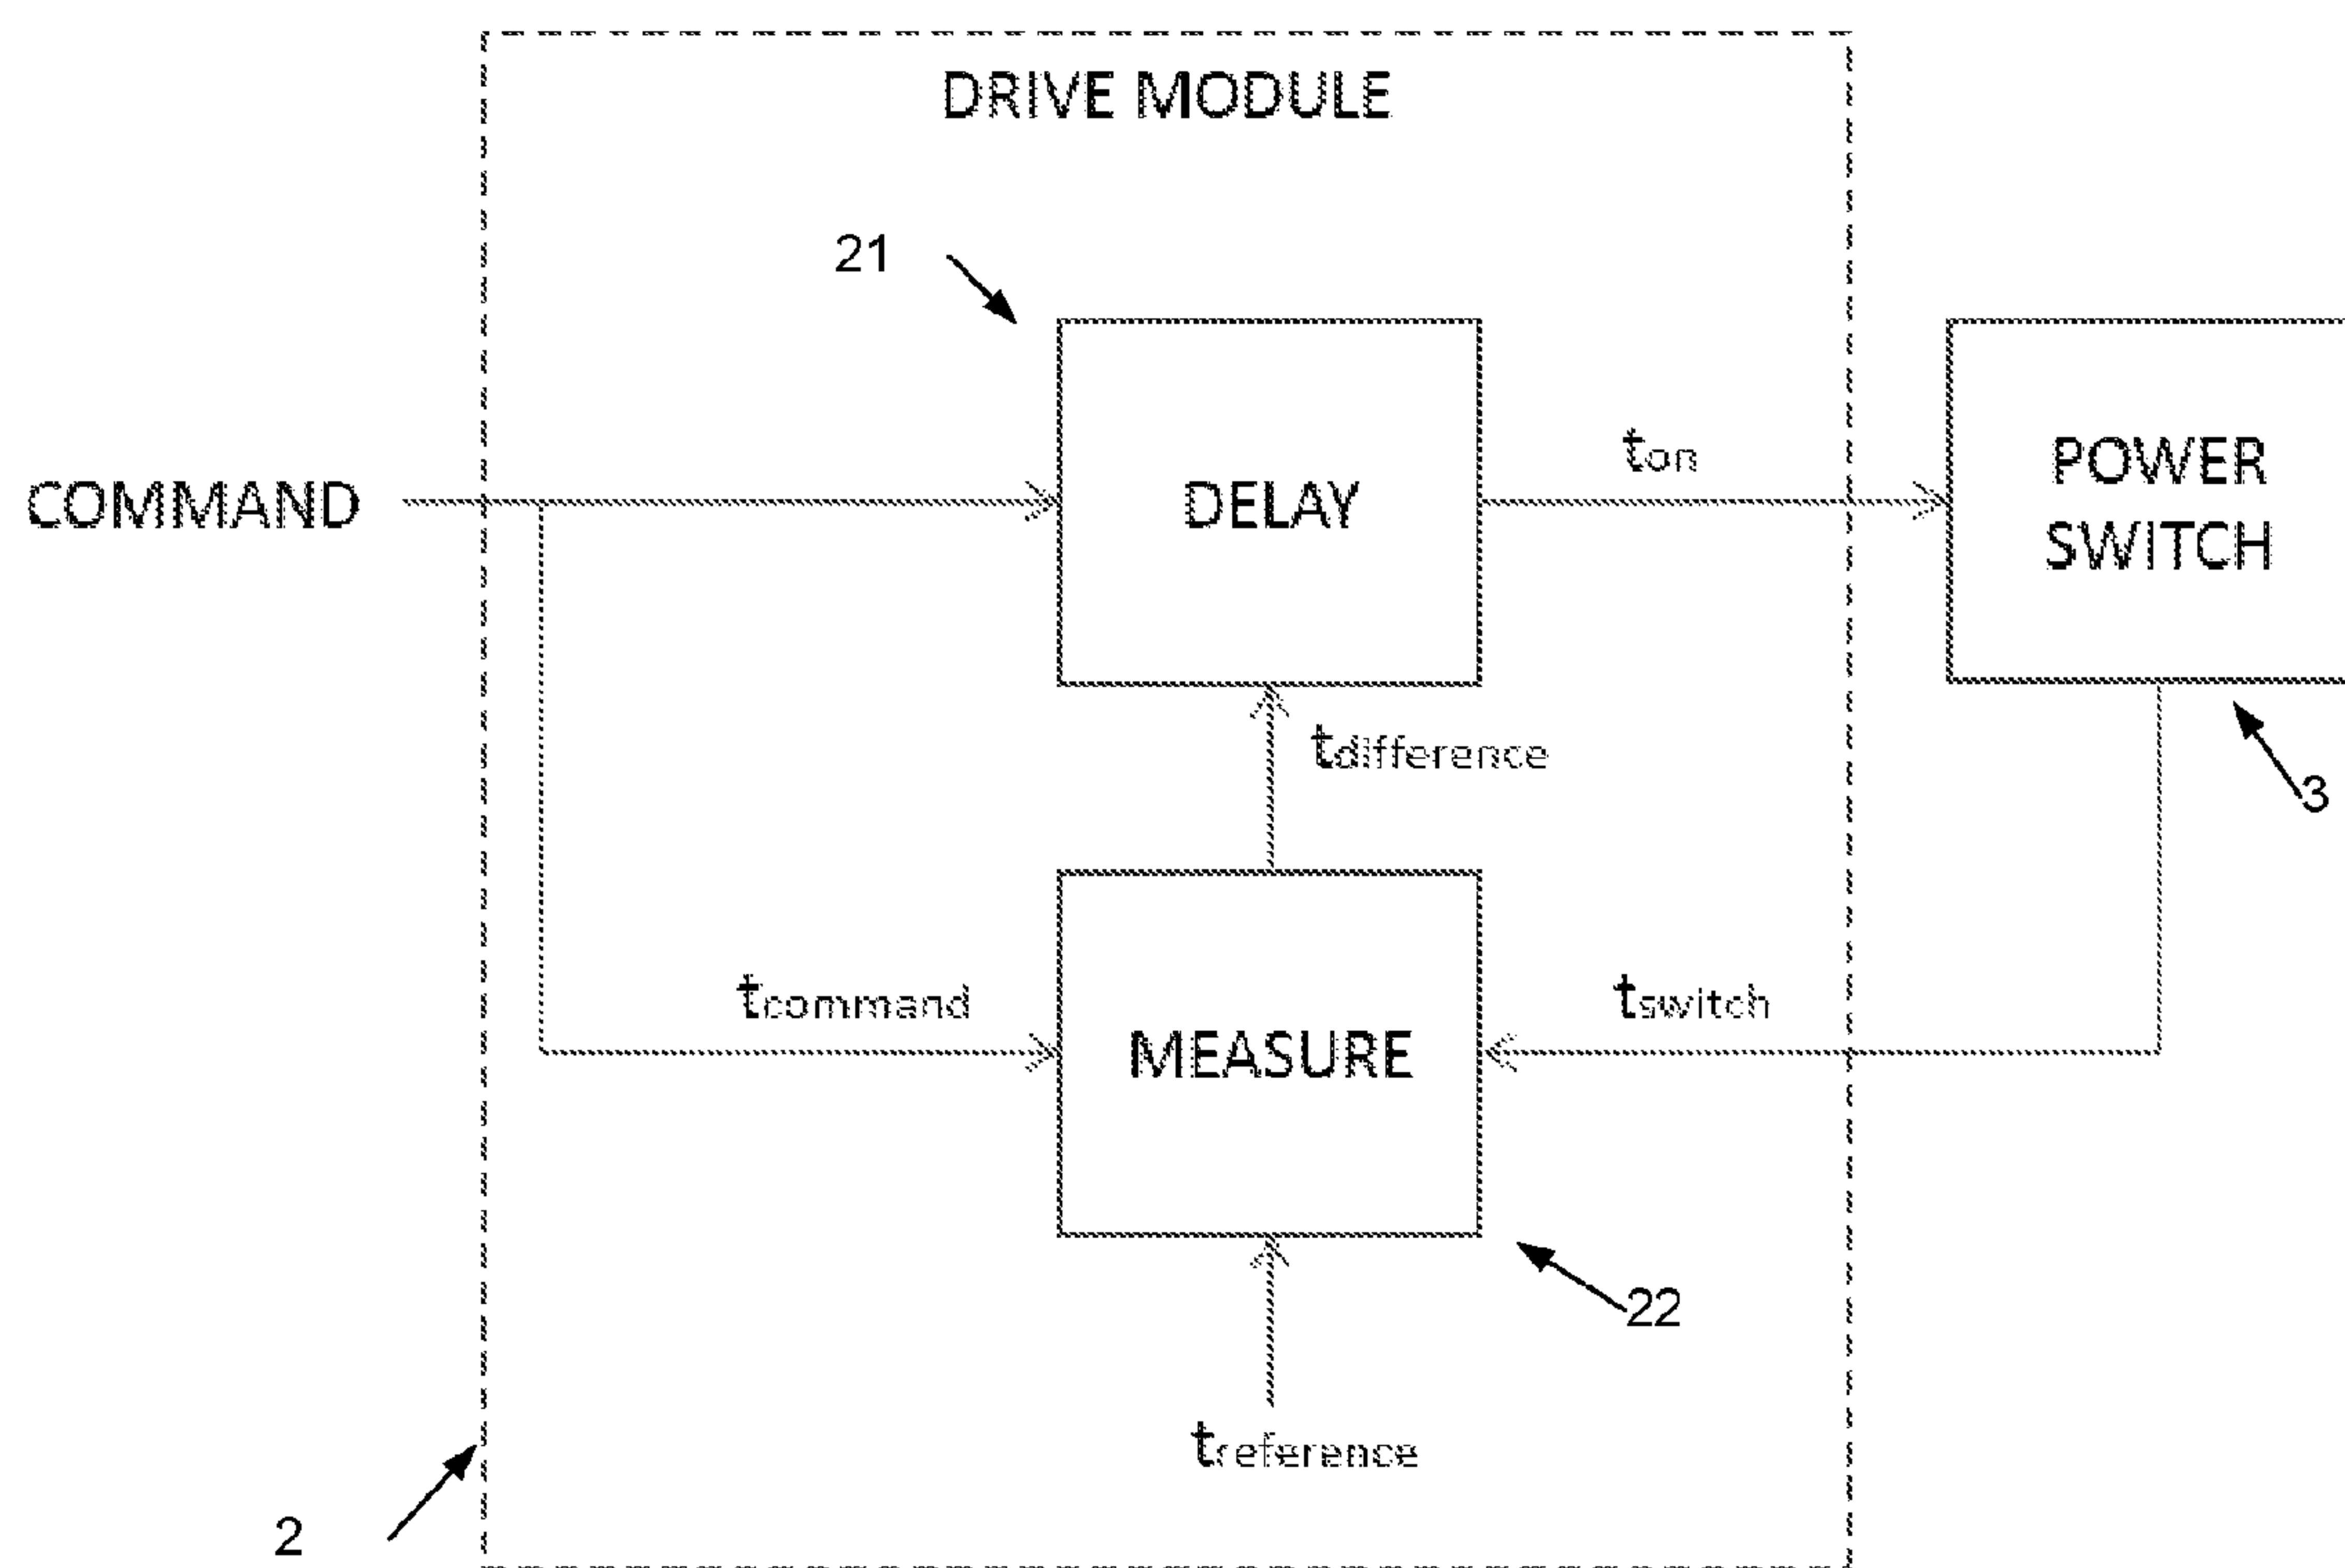 DRIVE MODULE
21
COMMAND
DELAY
ton
POWER
SWITCH
tdifference
3
tcommand
MEASURE
tswitch
22
treference
2